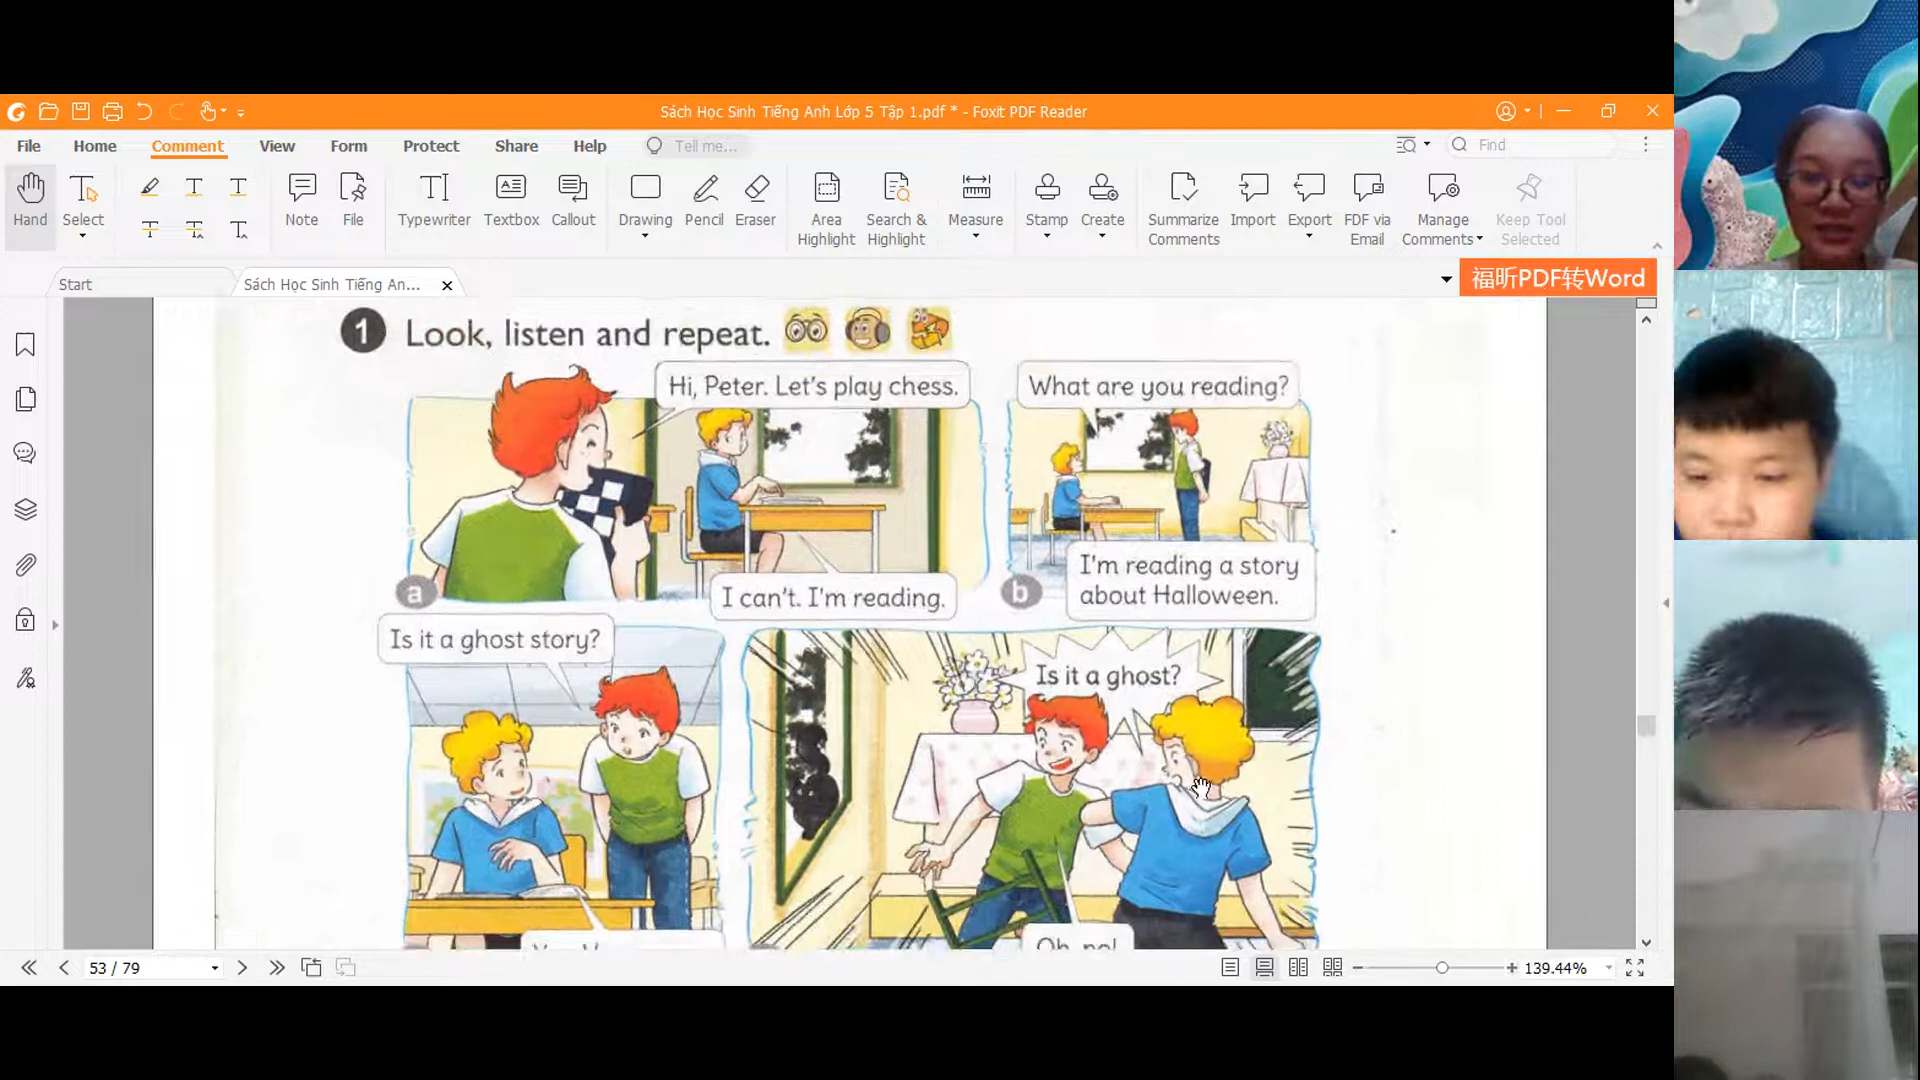 Sách Học Sinh Tiếng Anh Lớp 5 Tập 1.pdf * - Foxit PDF Reader
File Home Comment View Form Protect Share Help Tell me... Find
Hand Select Note File Typewriter Textbox Callout Drawing Pencil Eraser Area Highlight Search & Highlight Measure Stamp Create Summarize Comments Import Export FDF via Email Manage Comments Keep Tool Selected
Start Sách Học Sinh Tiếng An... 福昕PDF转Word
1 Look, listen and repeat.
Hi, Peter. Let's play chess.
I can't. I'm reading.
a
What are you reading?
I'm reading a story
about Halloween.
b
Is it a ghost story?
Is it a ghost?
Oh, no!
53 / 79 139.44%